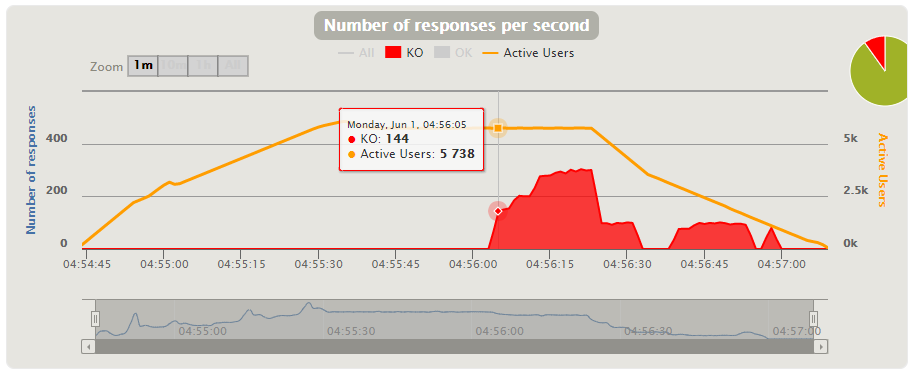 Number of responses per second
All KO OK Active Users
Zoom 1m 10m 1h All
Number of responses
400
200
0
5k
2.5k
0k
Active Users
Monday, Jun 1, 04:56:05
● KO: 144
● Active Users: 5 738
04:54:45 04:55:00 04:55:15 04:55:30 04:55:45 04:56:00 04:56:15 04:56:30 04:56:45 04:57:00
04:55:00 04:55:30 04:56:00 04:56:30 04:57:00